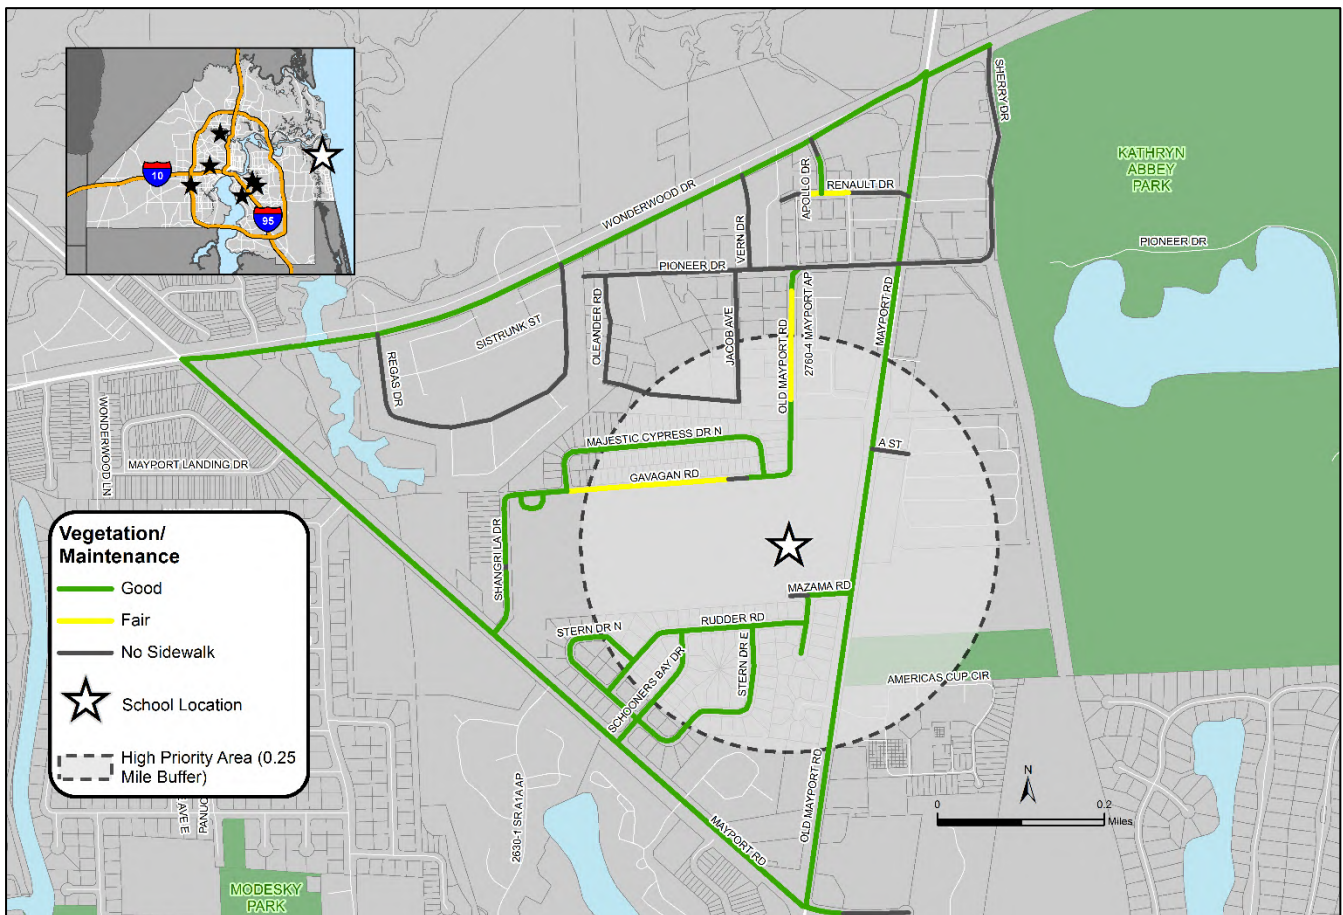 SHERRY DR
KATHRYN
ABBEY
PARK
10
95
WONDERWOOD DR
APOLLO DR
RENAULT DR
VERN DR
PIONEER DR
PIONEER DR
MAYPORT RD
OLEANDER RD
SISTRUNK ST
JACOB AVE
OLD MAYPORT RD
2760-4 MAYPORT AP
REGAS DR
WONDERWOOD LN
MAYPORT LANDING DR
MAJESTIC CYPRESS DR N
A ST
GAVAGAN RD
SHANGRI LA DR
Vegetation/
Maintenance
Good
Fair
No Sidewalk
School Location
High Priority Area (0.25
Mile Buffer)
MAZAMA RD
RUDDER RD
STERN DR N
STERN DR E
SCHOONERS BAY DR
AMERICAS CUP CIR
N
0
0.2
Miles
2630-1 SR A1A AP
MAYPORT RD
OLD MAYPORT RD
MODESKY
PARK